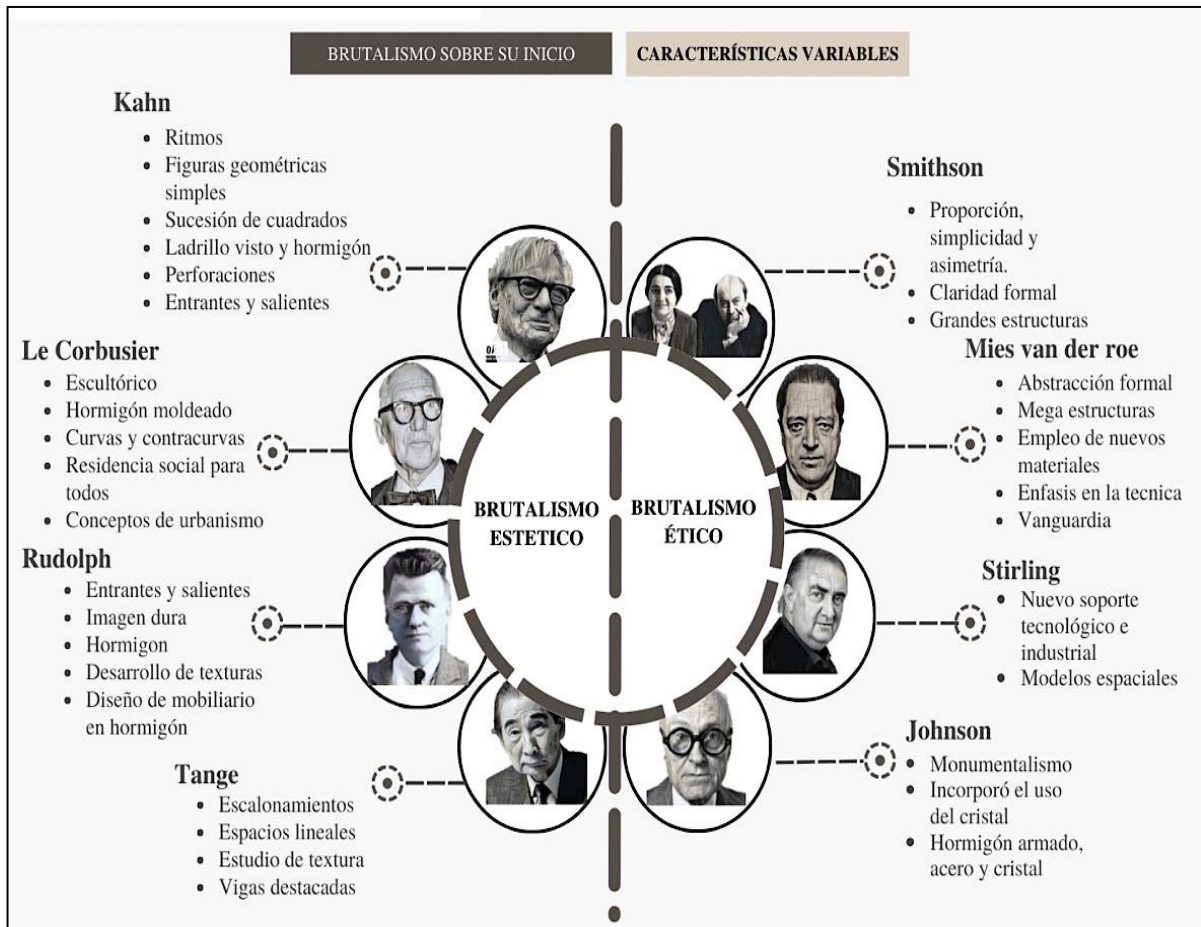 BRUTALISMO SOBRE SU INICIO
CARACTERÍSTICAS VARIABLES
Kahn
• Ritmos
• Figuras geométricas
simples
• Sucesión de cuadrados
• Ladrillo visto y hormigón
• Perforaciones
• Entrantes y salientes
Le Corbusier
• Escultórico
• Hormigón moldeado
• Curvas y contracurvas
• Residencia social para
todos
• Conceptos de urbanismo
Rudolph
• Entrantes y salientes
• Imagen dura
• Hormigon
• Desarrollo de texturas
• Diseño de mobiliario
en hormigón
Tange
• Escalonamientos
• Espacios lineales
• Estudio de textura
• Vigas destacadas
BRUTALISMO
ESTETICO
BRUTALISMO
ÉTICO
Smithson
• Proporción,
simplicidad y
asimetría.
• Claridad formal
• Grandes estructuras
Mies van der roe
• Abstracción formal
• Mega estructuras
• Empleo de nuevos
materiales
• Enfasis en la tecnica
• Vanguardia
Stirling
• Nuevo soporte
tecnológico e
industrial
• Modelos espaciales
Johnson
• Monumentalismo
• Incorporó el uso
del cristal
• Hormigón armado,
acero y cristal